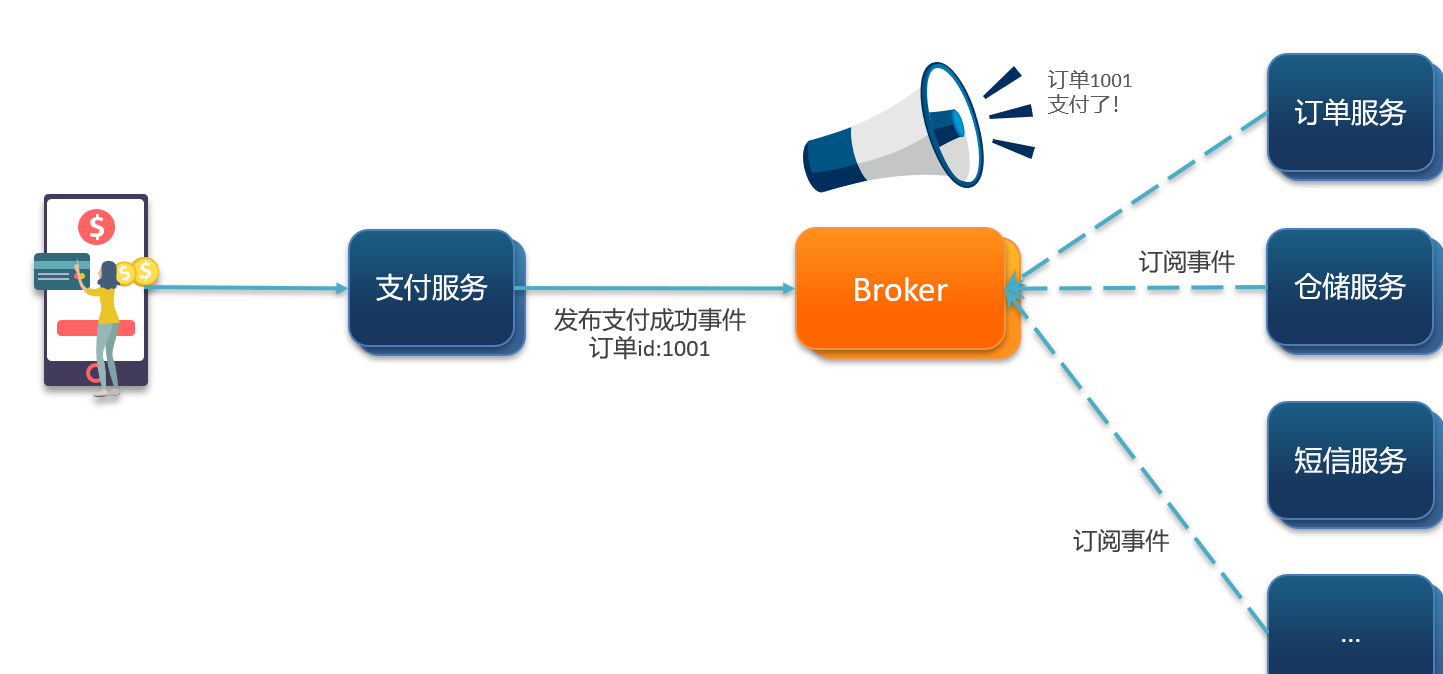 订单1001
支付了!
订单服务
支付服务
发布支付成功事件
订单id:1001
Broker
订阅事件
仓储服务
短信服务
订阅事件
...
$
$
$